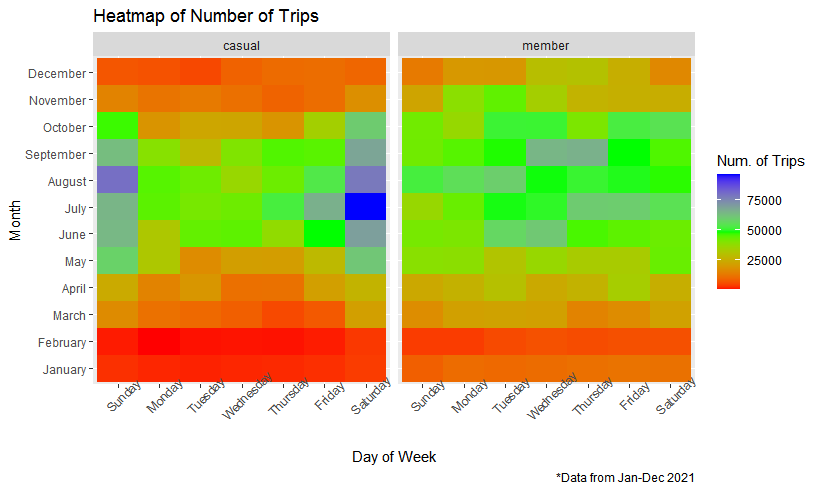 Heatmap of Number of Trips
casual
member
December
November
October
September
August
July
June
May
April
March
February
January
Month
Sunday
Monday
Tuesday
Wednesday
Thursday
Friday
Saturday
Sunday
Monday
Tuesday
Wednesday
Thursday
Friday
Saturday
Day of Week
Num. of Trips
75000
50000
25000
*Data from Jan-Dec 2021